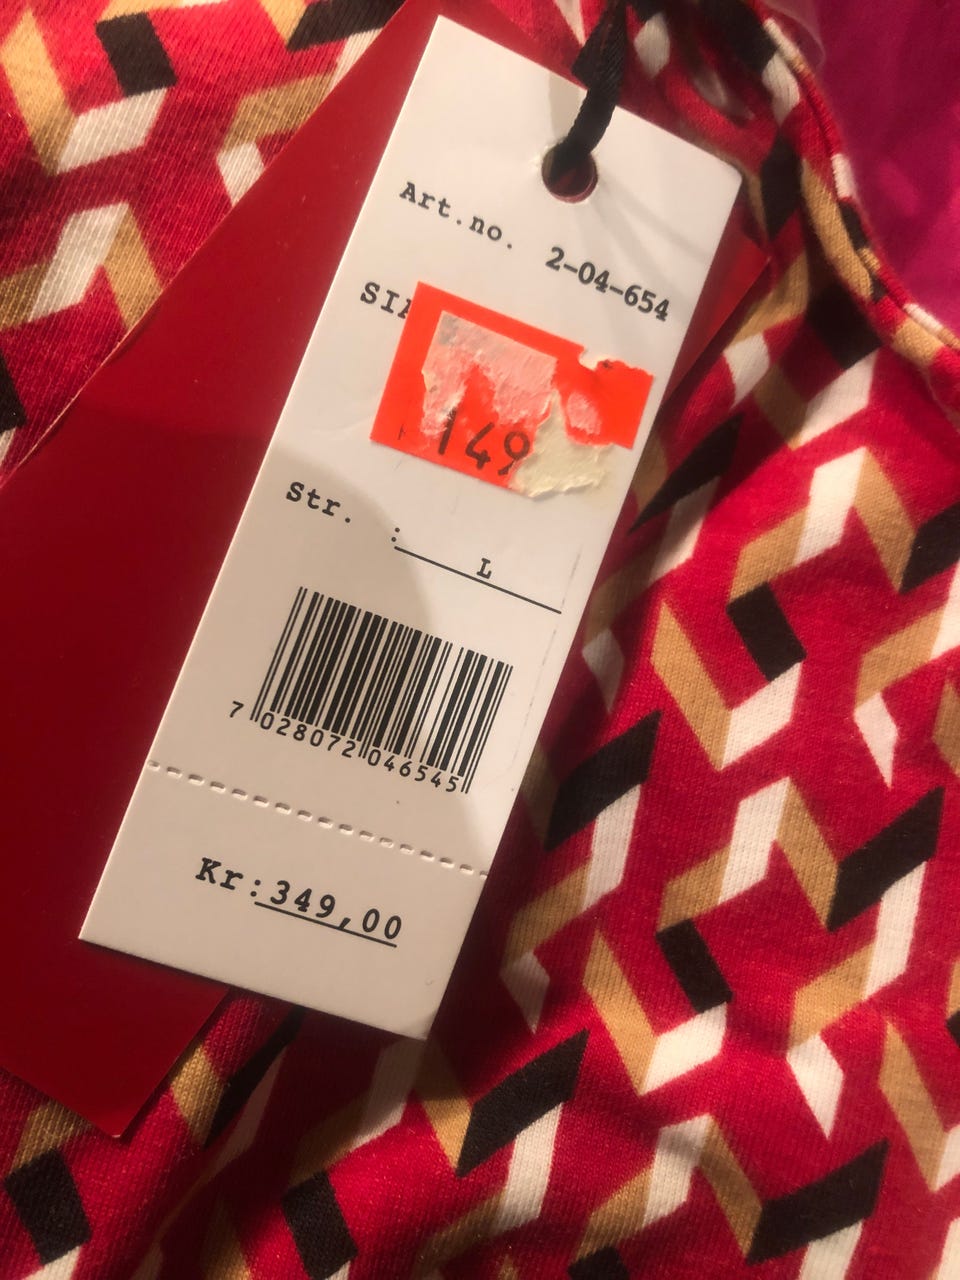 Art.no. 2-04-654
149
Str. : L
7 028072 046545
Kr: 349,00